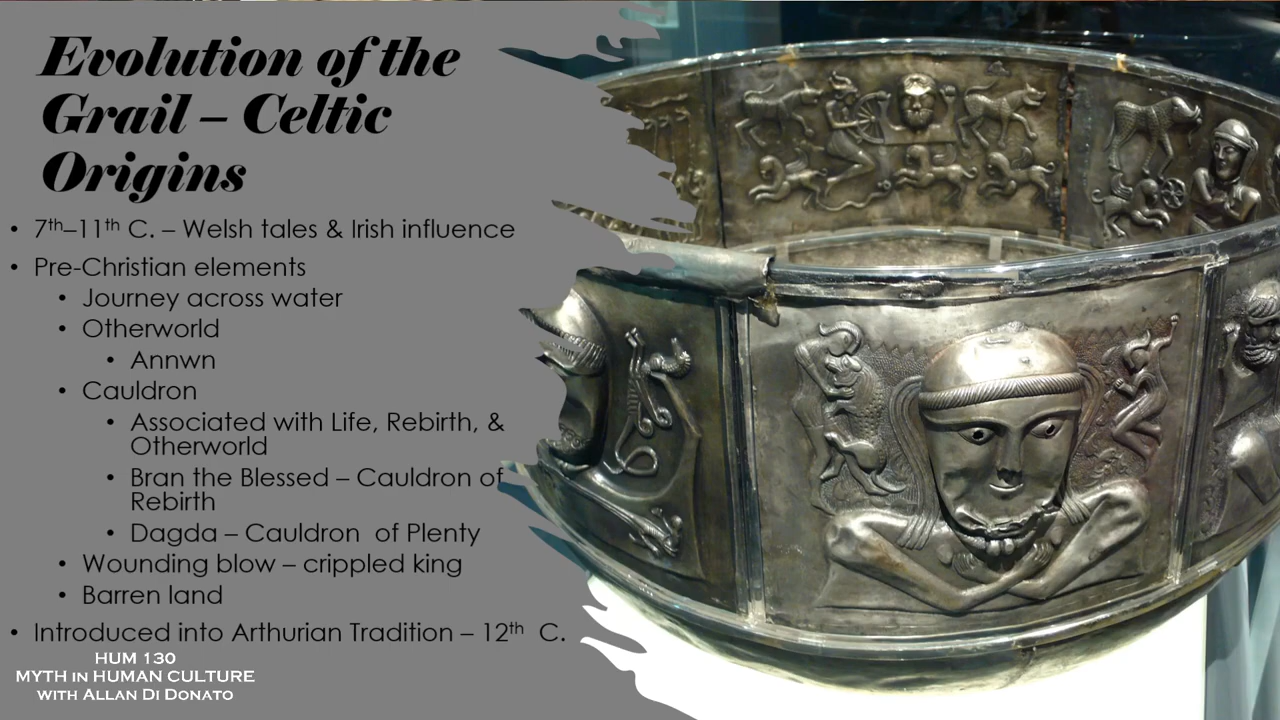 Evolution of the
Grail – Celtic
Origins
• 7th–11th C. – Welsh tales & Irish influence
• Pre-Christian elements
• Journey across water
• Otherworld
• Annwn
• Cauldron
• Associated with Life, Rebirth, &
Otherworld
• Bran the Blessed – Cauldron of
Rebirth
• Dagda – Cauldron of Plenty
• Wounding blow – crippled king
• Barren land
• Introduced into Arthurian Tradition – 12th C.
HUM 130
MYTH IN HUMAN CULTURE
WITH ALLAN DI DONATO